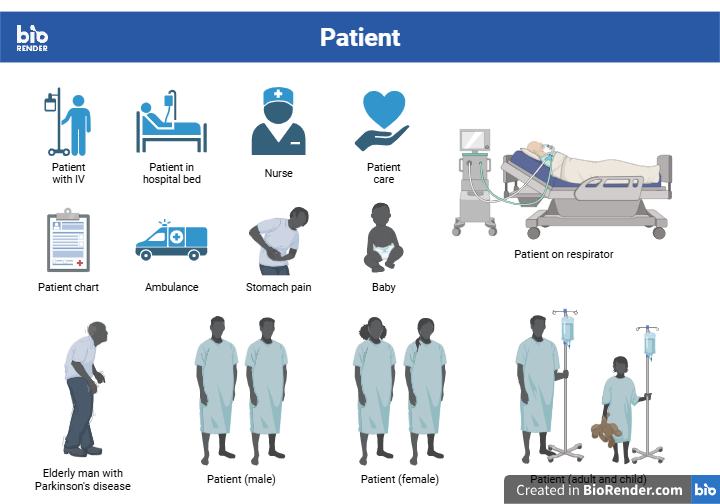 bio
RENDER
Patient
Patient
with IV
Patient in
hospital bed
Nurse
Patient
care
Patient on respirator
Patient chart
Ambulance
Stomach pain
Baby
Elderly man with
Parkinson's disease
Patient (male)
Patient (female)
Patient (adult and child)
Created in BioRender.com
bio